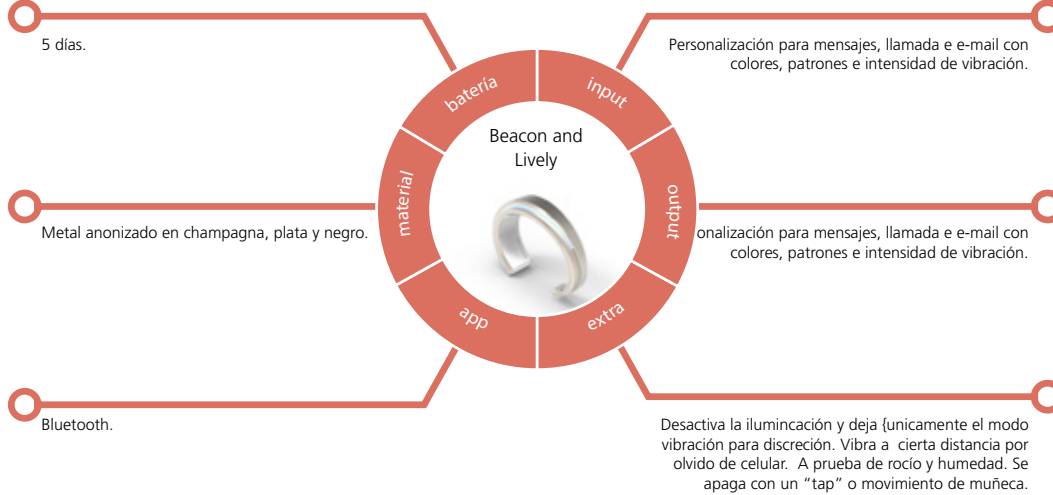 5 días.
batería
input
Personalización para mensajes, llamada e e-mail con
colores, patrones e intensidad de vibración.
Beacon and
Lively
material
Metal anonizado en champagna, plata y negro.
output
onalización para mensajes, llamada e e-mail con
colores, patrones e intensidad de vibración.
app
Bluetooth.
extra
Desactiva la ilumincación y deja {unicamente el modo
vibración para discreción. Vibra a cierta distancia por
olvido de celular. A prueba de rocío y humedad. Se
apaga con un “tap” o movimiento de muñeca.